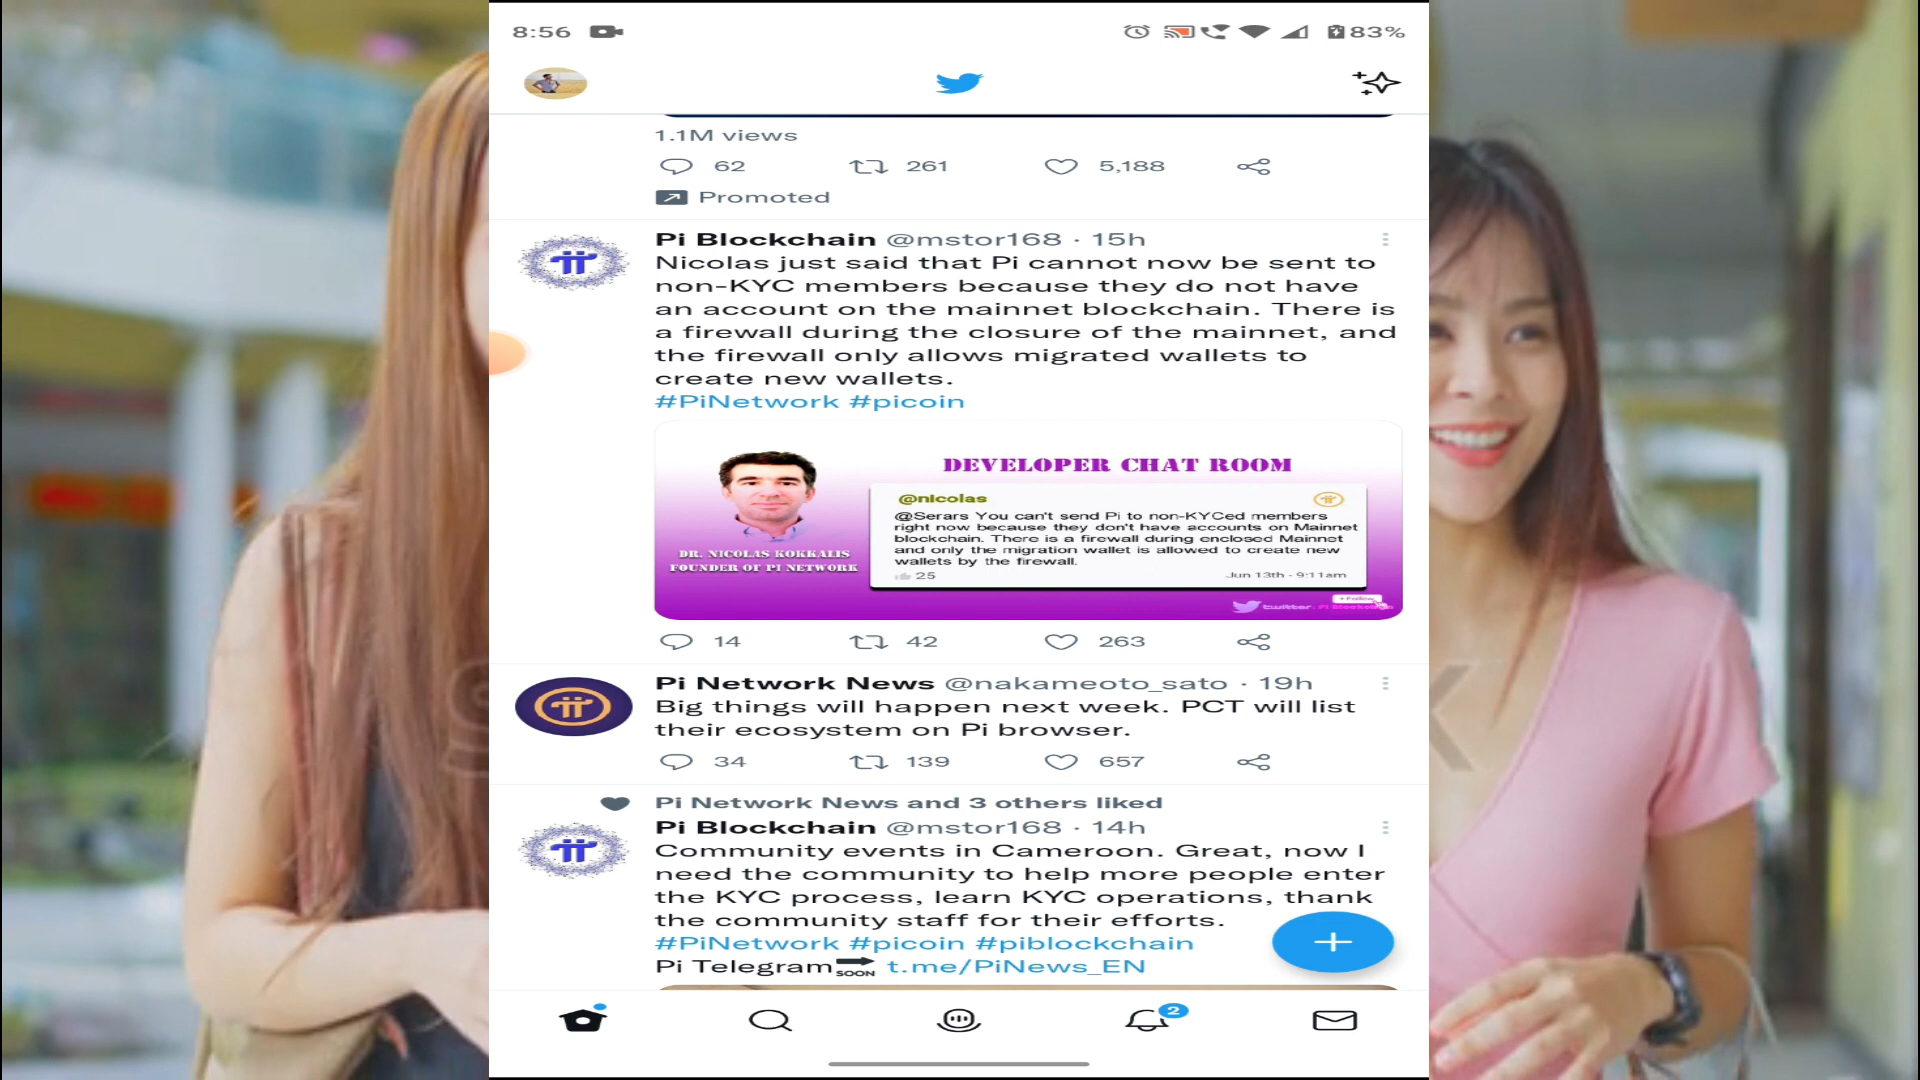 8:56
83%
1.1M views
62 261 5,188
Promoted
Pi Blockchain @mstor168 · 15h
Nicolas just said that Pi cannot now be sent to
non-KYC members because they do not have
an account on the mainnet blockchain. There is
a firewall during the closure of the mainnet, and
the firewall only allows migrated wallets to
create new wallets.
#PiNetwork #picoin
DEVELOPER CHAT ROOM
@nicolas
@Serars You can't send Pi to non-KYCed members
right now because they don't have accounts on Mainnet
blockchain. There is a firewall during enclosed Mainnet
and only the migration wallet is allowed to create new
wallets by the firewall.
25 Jun 13th - 9:11am
DR. NICOLAS KOKKALIS
FOUNDER OF PI NETWORK
+ Follow
twitter: Pi Blockchain
14 42 263
Pi Network News @nakameoto_sato · 19h
Big things will happen next week. PCT will list
their ecosystem on Pi browser.
34 139 657
Pi Network News and 3 others liked
Pi Blockchain @mstor168 · 14h
Community events in Cameroon. Great, now I
need the community to help more people enter
the KYC process, learn KYC operations, thank
the community staff for their efforts.
#PiNetwork #picoin #piblockchain
Pi Telegram SOON t.me/PiNews_EN
2